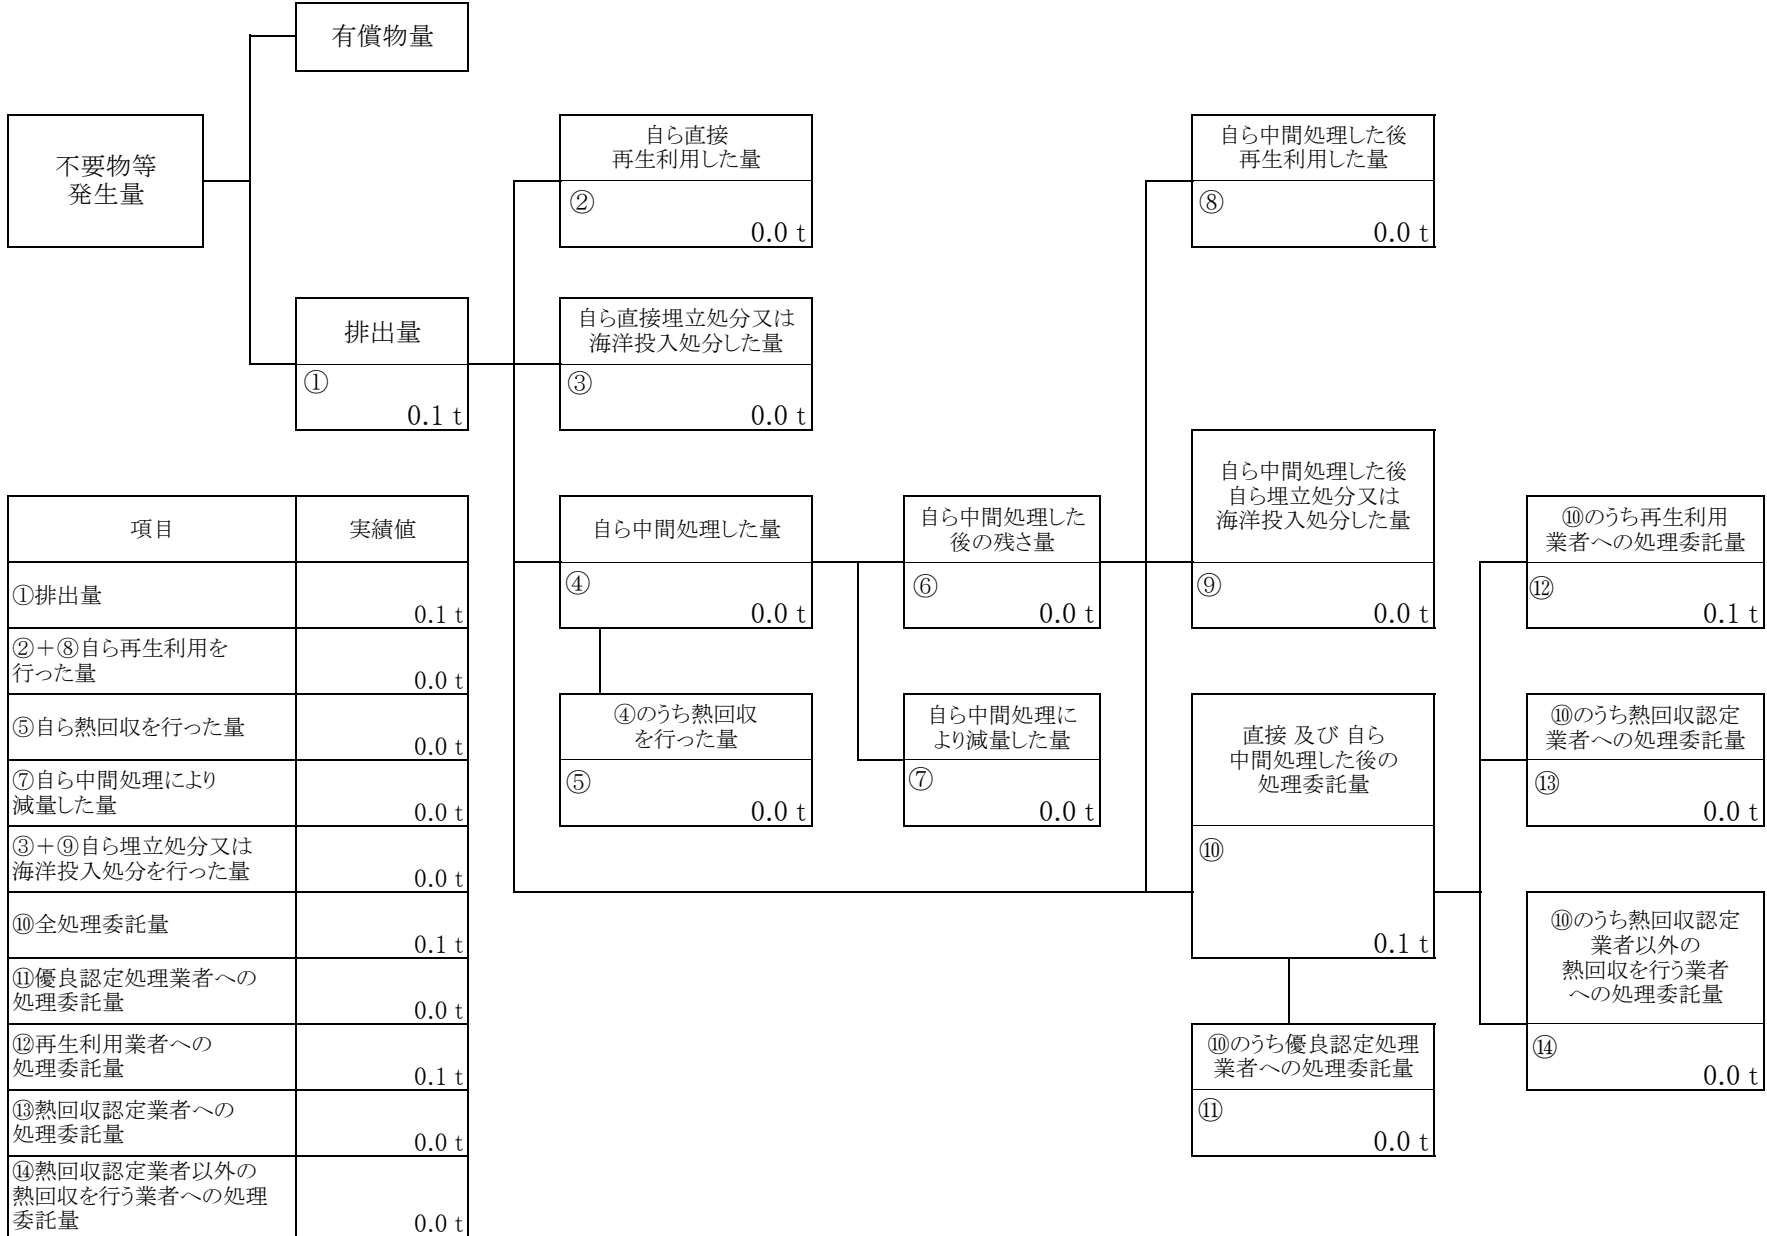 有償物量
不要物等
発生量
自ら直接
再生利用した量
②
0.0 t
自ら中間処理した後
再生利用した量
⑧
0.0 t
排出量
①
0.1 t
自ら直接埋立処分又は
海洋投入処分した量
③
0.0 t
項目 実績値
①排出量
0.1 t
②+⑧自ら再生利用を
行った量
0.0 t
⑤自ら熱回収を行った量
0.0 t
⑦自ら中間処理により
減量した量
0.0 t
③+⑨自ら埋立処分又は
海洋投入処分を行った量
0.0 t
⑩全処理委託量
0.1 t
⑪優良認定処理業者への
処理委託量
0.0 t
⑫再生利用業者への
処理委託量
0.1 t
⑬熱回収認定業者への
処理委託量
0.0 t
⑭熱回収認定業者以外の
熱回収を行う業者への処理
委託量
0.0 t
自ら中間処理した量
④
0.0 t
④のうち熱回収
を行った量
⑤
0.0 t
自ら中間処理した
後の残さ量
⑥
0.0 t
自ら中間処理に
より減量した量
⑦
0.0 t
自ら中間処理した後
自ら埋立処分又は
海洋投入処分した量
⑨
0.0 t
直接 及び 自ら
中間処理した後の
処理委託量
⑩
0.1 t
⑩のうち優良認定処理
業者への処理委託量
⑪
0.0 t
⑩のうち再生利用
業者への処理委託量
⑫
0.1 t
⑩のうち熱回収認定
業者への処理委託量
⑬
0.0 t
⑩のうち熱回収認定
業者以外の
熱回収を行う業者
への処理委託量
⑭
0.0 t